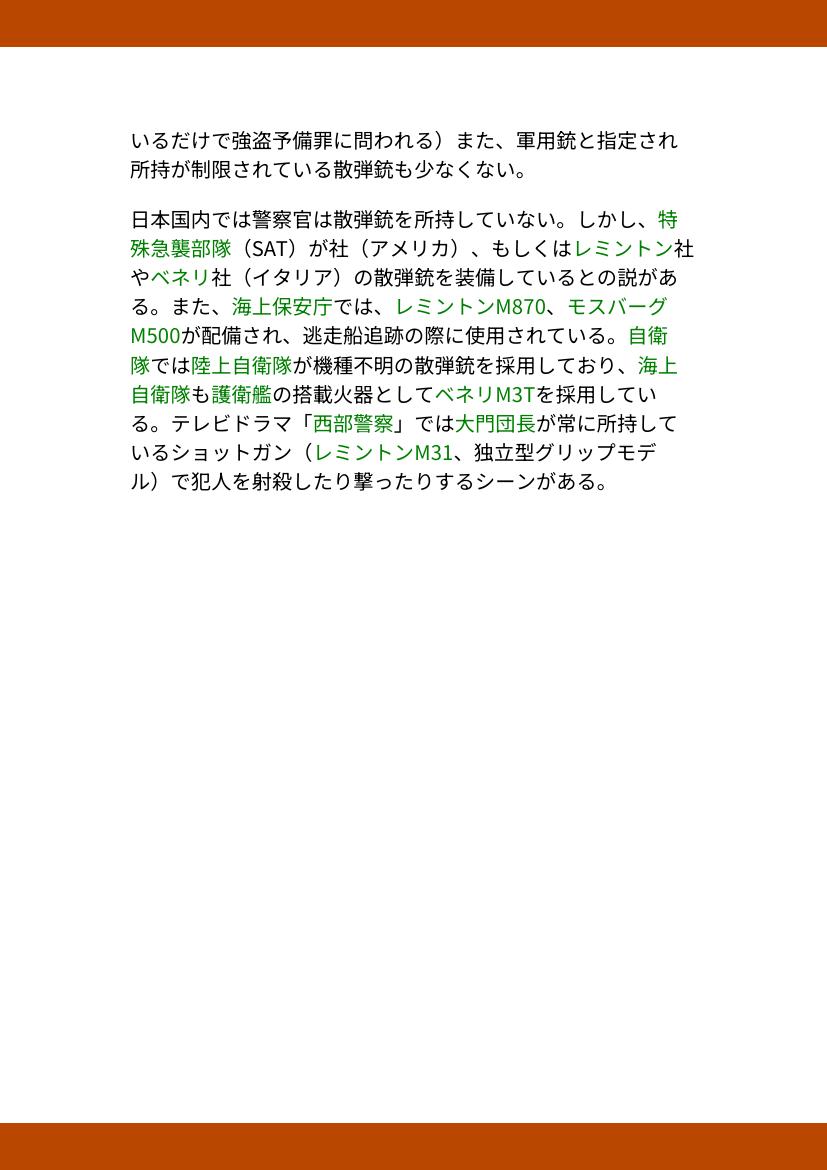 いるだけで強盗予備罪に問われる）また、軍用銃と指定され
所持が制限されている散弾銃も少なくない。
日本国内では警察官は散弾銃を所持していない。しかし、特
殊急襲部隊（SAT）が社（アメリカ）、もしくはレミントン社
やベネリ社（イタリア）の散弾銃を装備しているとの説があ
る。また、海上保安庁では、レミントンM870、モスバーグ
M500が配備され、逃走船追跡の際に使用されている。自衛
隊では陸上自衛隊が機種不明の散弾銃を採用しており、海上
自衛隊も護衛艦の搭載火器としてベネリM3Tを採用してい
る。テレビドラマ「西部警察」では大門団長が常に所持して
いるショットガン（レミントンM31、独立型グリップモデ
ル）で犯人を射殺したり撃ったりするシーンがある。